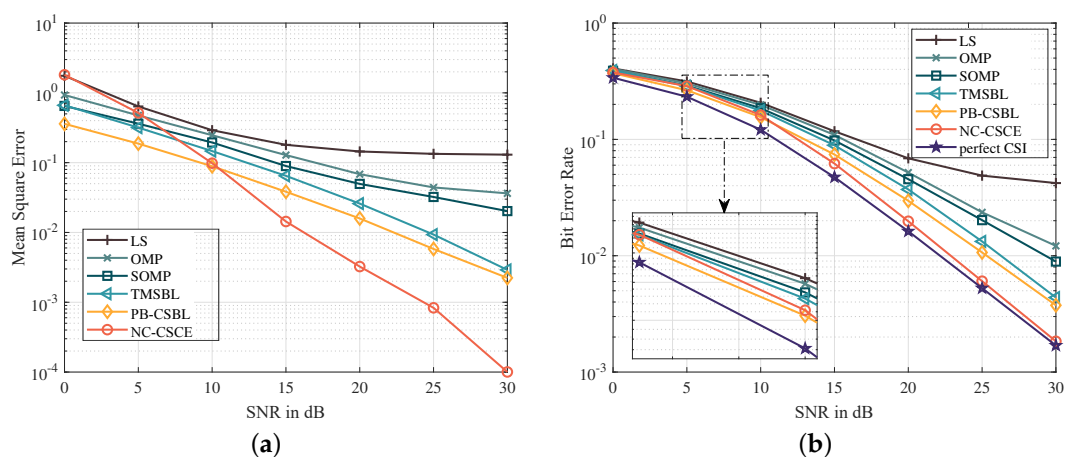 10^1
10^0
10^-1
10^-2
10^-3
10^-4
Mean Square Error
LS
OMP
SOMP
TMSBL
PB-CSBL
NC-CSCE
0 5 10 15 20 25 30
SNR in dB
(a)
10^0
10^-1
10^-2
10^-3
Bit Error Rate
LS
OMP
SOMP
TMSBL
PB-CSBL
NC-CSCE
perfect CSI
0 5 10 15 20 25 30
SNR in dB
(b)